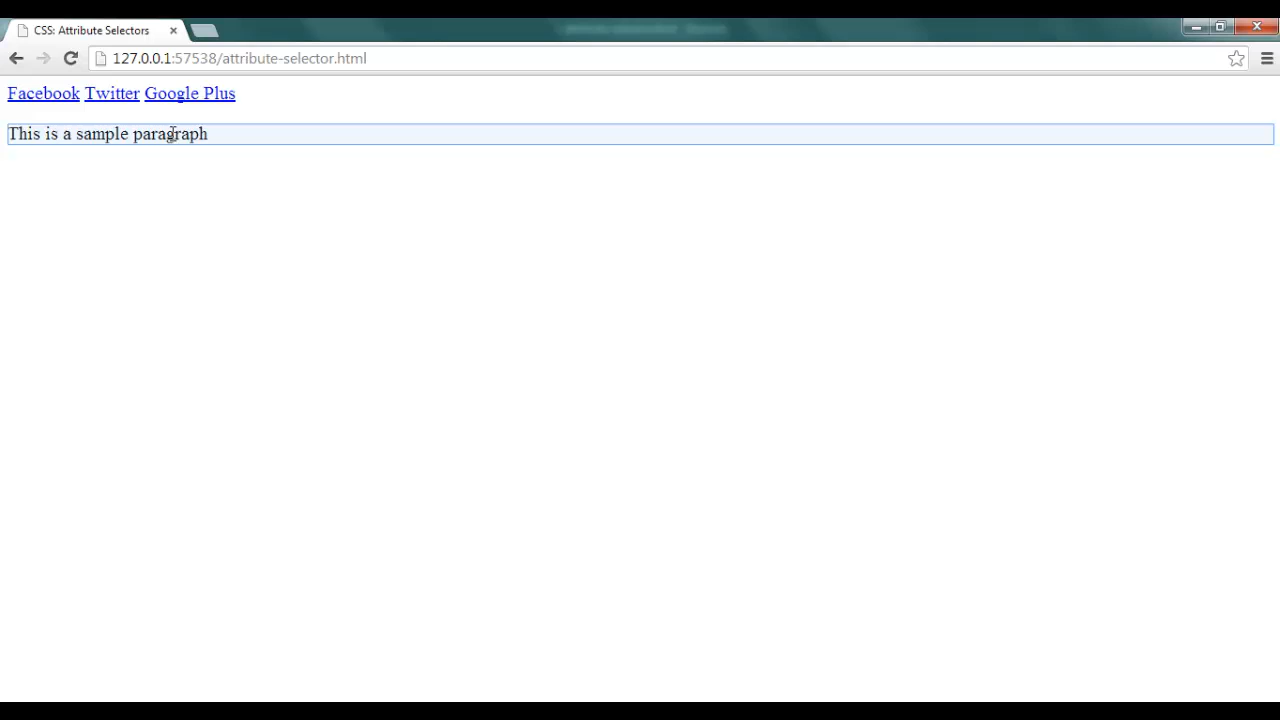 CSS: Attribute Selectors
127.0.0.1:57538/attribute-selector.html
Facebook Twitter Google Plus
This is a sample paragraph